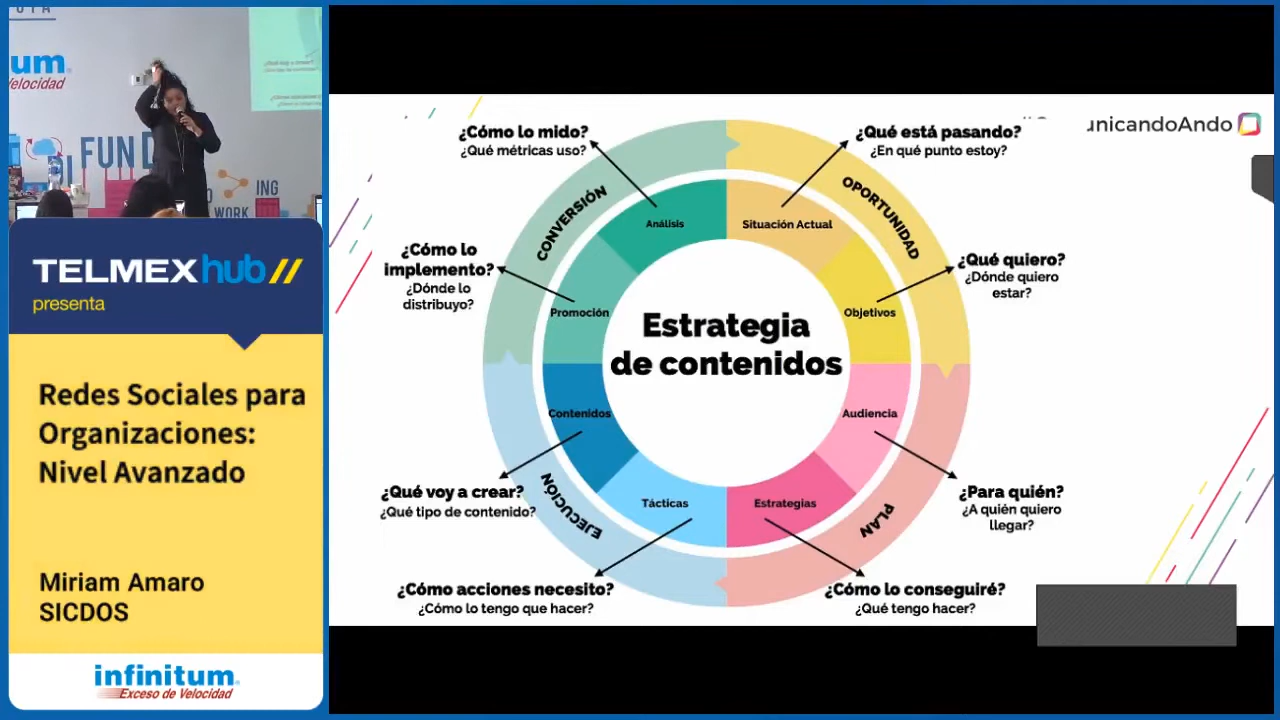 um
Velocidad
FUN D
ING
WORK
TELMEXhub//
presenta
Redes Sociales para
Organizaciones:
Nivel Avanzado
Miriam Amaro
SICDOS
infinitum
Exceso de Velocidad
unicandoAndo
Estrategia
de contenidos
¿Qué está pasando?
¿En qué punto estoy?
OPORTUNIDAD
Situación Actual
¿Qué quiero?
¿Dónde quiero
estar?
Objetivos
Audiencia
¿Para quién?
¿A quién quiero
llegar?
PLAN
Estrategias
¿Cómo lo conseguiré?
¿Qué tengo hacer?
Tácticas
¿Cómo acciones necesito?
¿Cómo lo tengo que hacer?
EJECUCIÓN
Contenidos
¿Qué voy a crear?
¿Qué tipo de contenido?
Promoción
¿Cómo lo
implemento?
¿Dónde lo
distribuyo?
CONVERSIÓN
Análisis
¿Cómo lo mido?
¿Qué métricas uso?